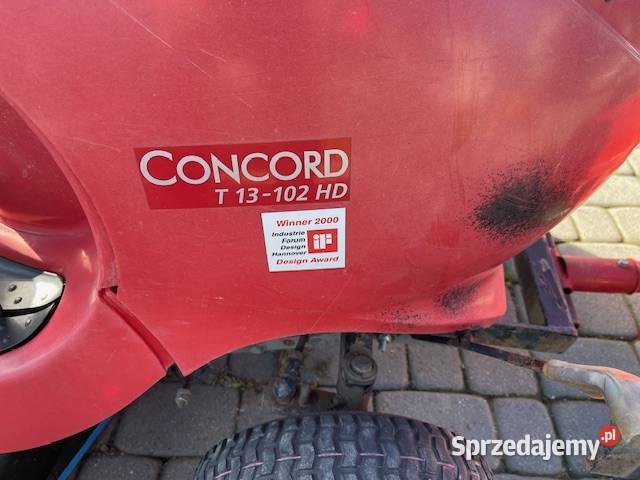 CONCORD
T 13-102 HD
Winner 2000
Industrie
Forum
Design
Hannover
iF
Design Award
Sprzedajemy.pl